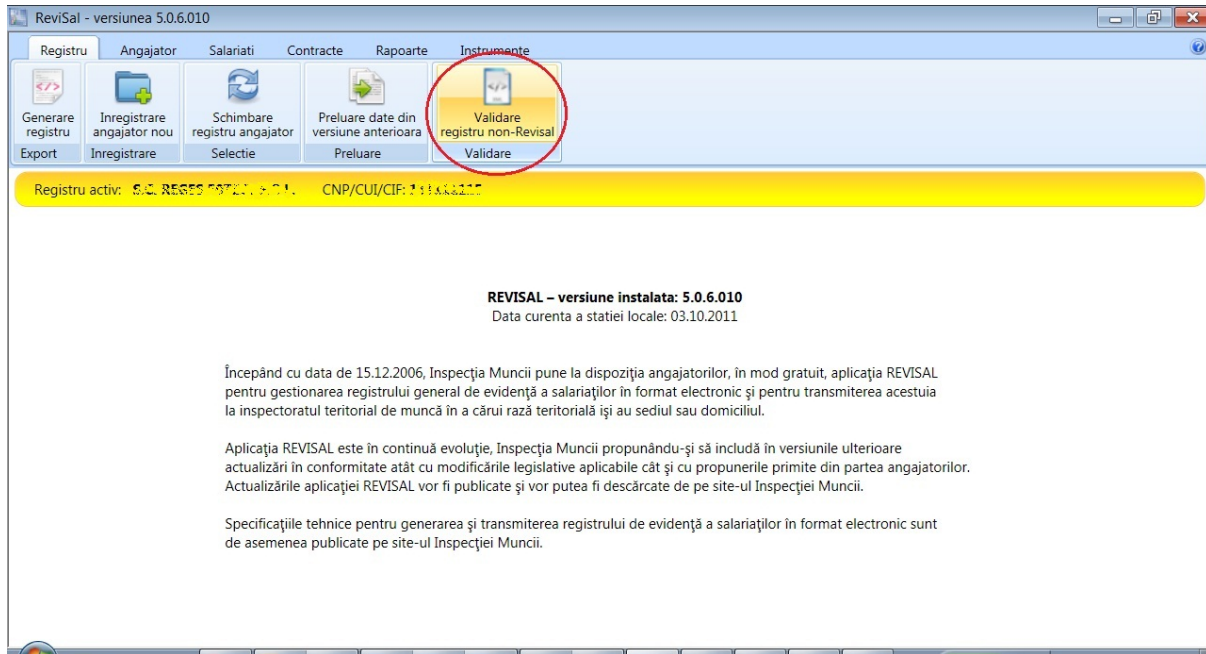 ReviSal - versiunea 5.0.6.010
Registru Angajator Salariati Contracte Rapoarte Instrumente
Generare registru
Inregistrare angajator nou
Schimbare registru angajator
Preluare date din versiune anterioara
Validare registru non-Revisal
Export Inregistrare Selectie Preluare Validare
Registru activ: S.C. REGES CNP/CUI/CIF:
REVISAL – versiune instalata: 5.0.6.010
Data curenta a statiei locale: 03.10.2011
Începând cu data de 15.12.2006, Inspecţia Muncii pune la dispoziţia angajatorilor, în mod gratuit, aplicaţia REVISAL
pentru gestionarea registrului general de evidenţă a salariaţilor în format electronic şi pentru transmiterea acestuia
la inspectoratul teritorial de muncă în a cărui rază teritorială işi au sediul sau domiciliul.
Aplicaţia REVISAL este în continuă evoluţie, Inspecţia Muncii propunându-şi să includă în versiunile ulterioare
actualizări în conformitate atât cu modificările legislative aplicabile cât şi cu propunerile primite din partea angajatorilor.
Actualizările aplicaţiei REVISAL vor fi publicate şi vor putea fi descărcate de pe site-ul Inspecţiei Muncii.
Specificaţiile tehnice pentru generarea şi transmiterea registrului de evidenţă a salariaţilor în format electronic sunt
de asemenea publicate pe site-ul Inspecţiei Muncii.